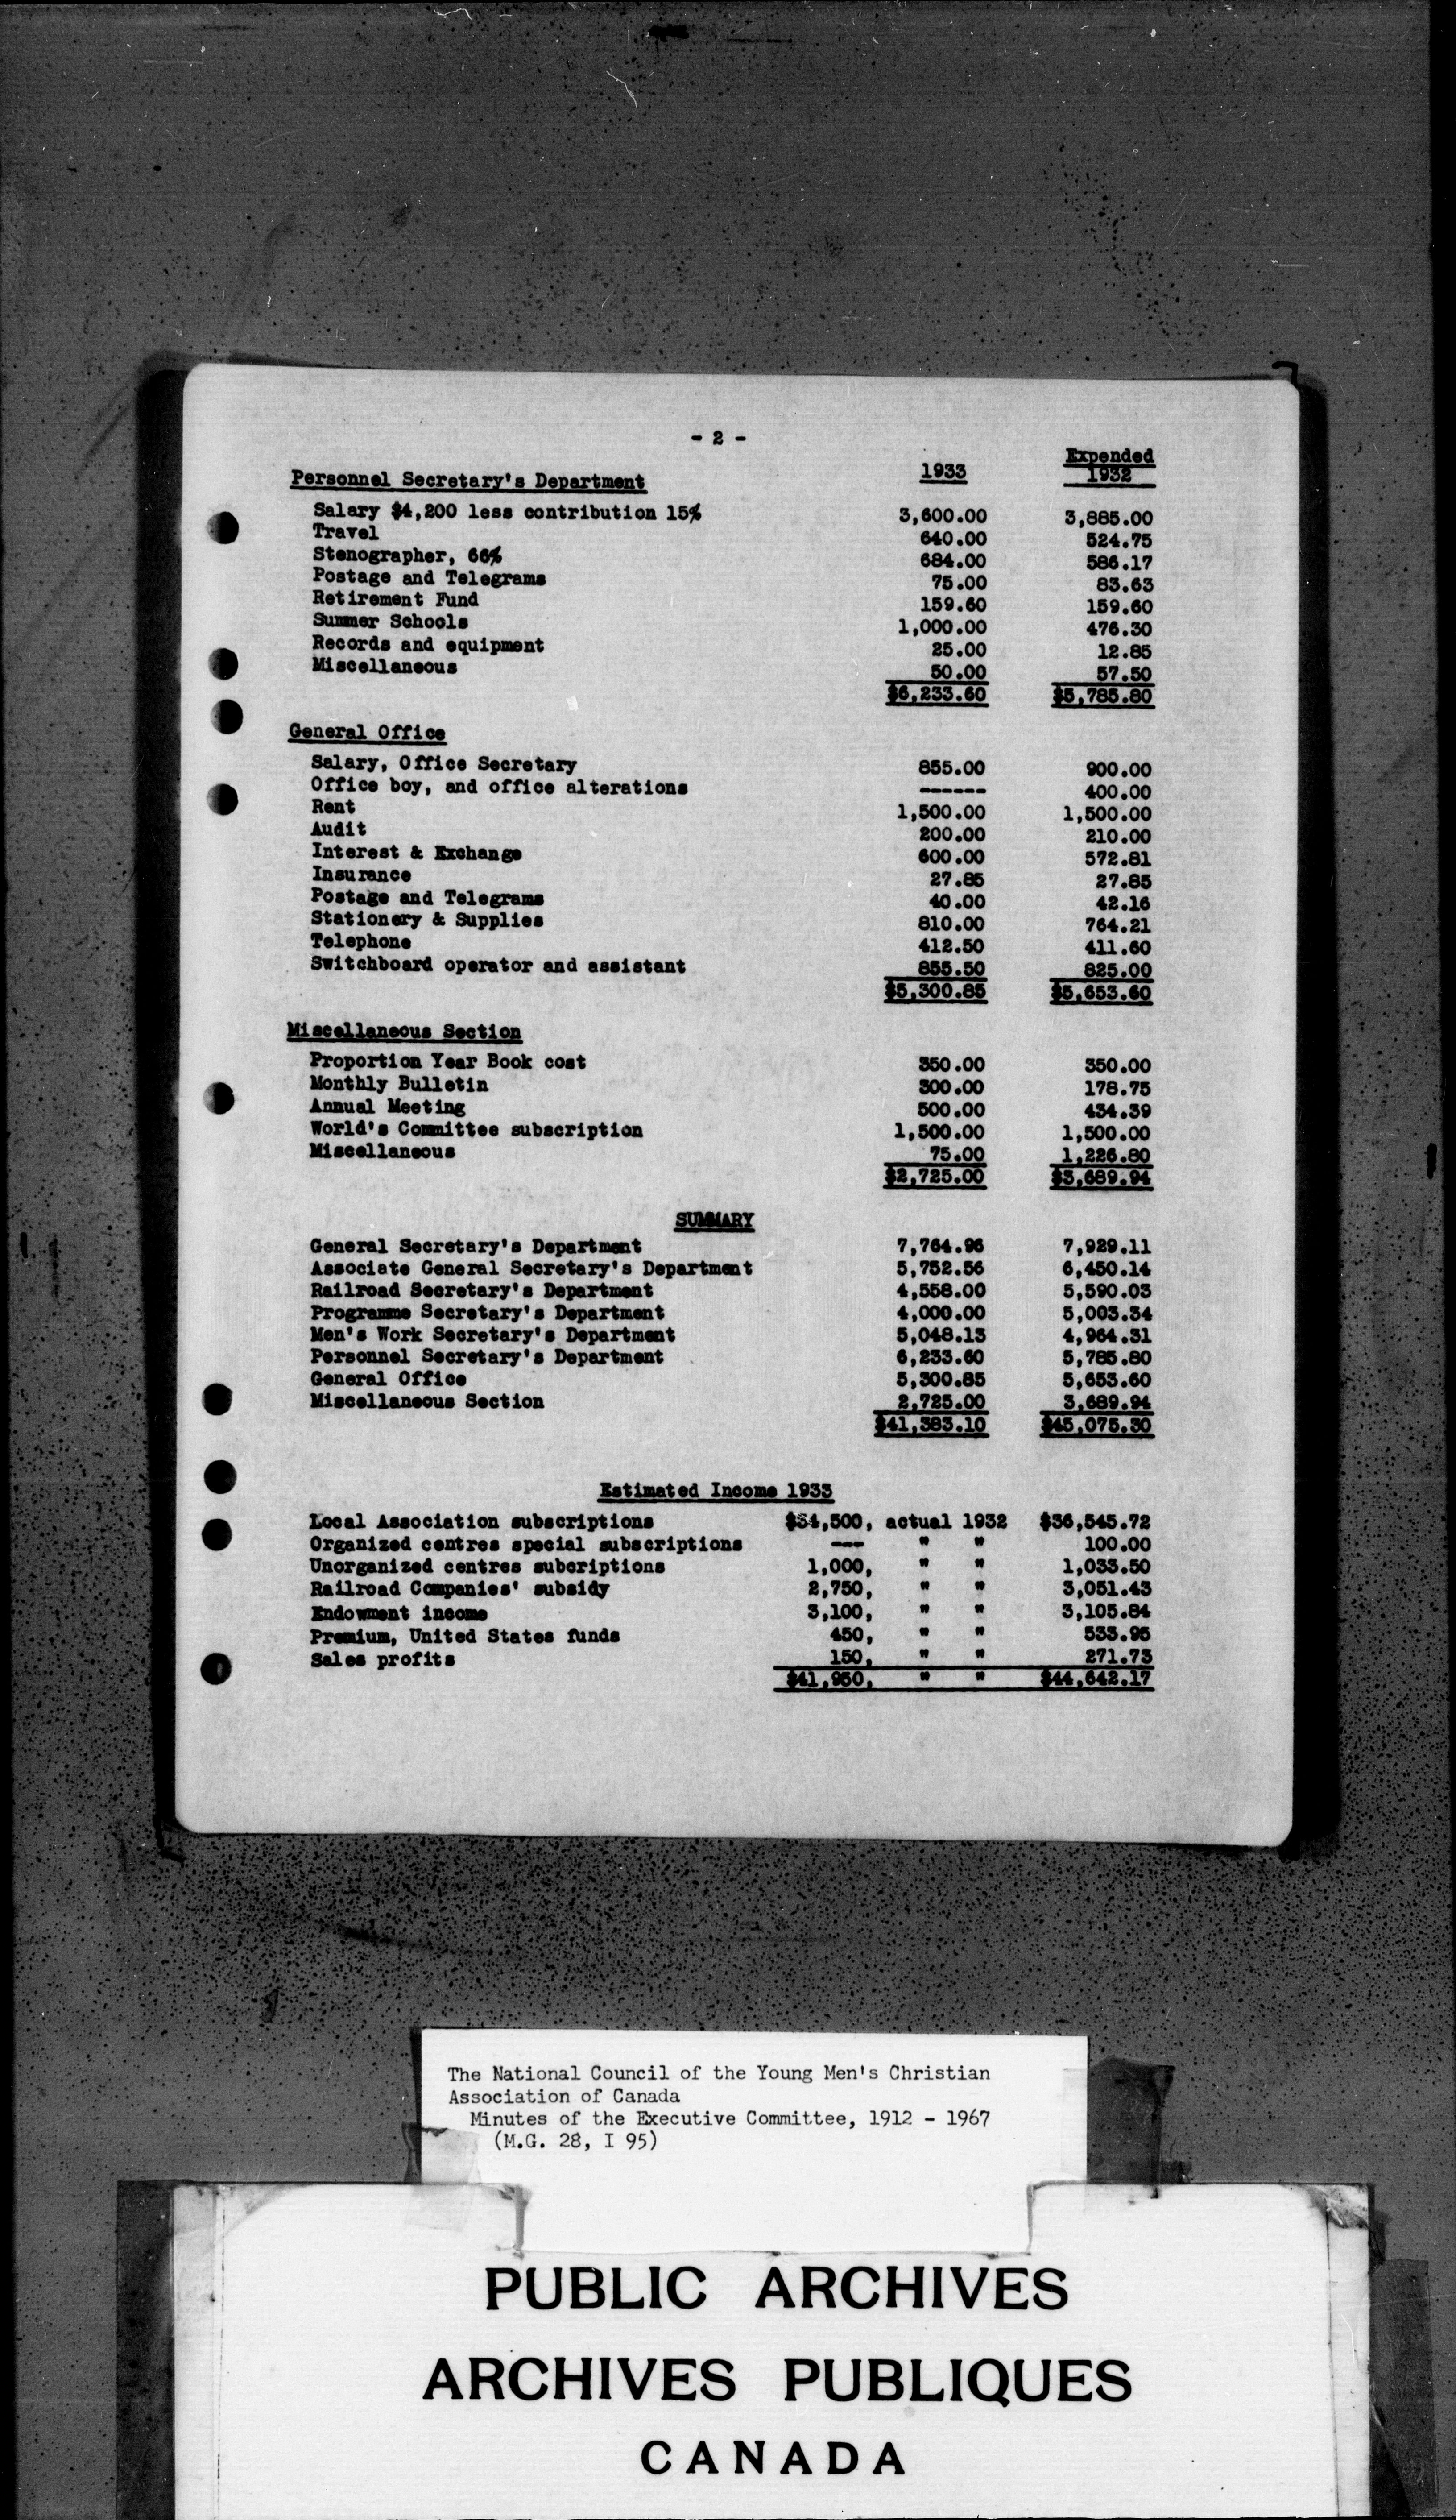 - 2 -
Personnel Secretary's Department 1933 Expended 1932
Salary $4,200 less contribution 15% 3,600.00 3,885.00
Travel 640.00 524.75
Stenographer, 66% 684.00 586.17
Postage and Telegrams 75.00 83.63
Retirement Fund 159.60 159.60
Summer Schools 1,000.00 476.30
Records and equipment 25.00 12.85
Miscellaneous 50.00 57.50
$6,233.60 $5,785.80
General Office
Salary, Office Secretary 855.00 900.00
Office boy, and office alterations ------ 400.00
Rent 1,500.00 1,500.00
Audit 200.00 210.00
Interest & Exchange 600.00 572.81
Insurance 27.85 27.85
Postage and Telegrams 40.00 42.16
Stationery & Supplies 810.00 764.21
Telephone 412.50 411.60
Switchboard operator and assistant 855.50 825.00
$5,300.85 $5,653.60
Miscellaneous Section
Proportion Year Book cost 350.00 350.00
Monthly Bulletin 300.00 178.75
Annual Meeting 500.00 434.39
World's Committee subscription 1,500.00 1,500.00
Miscellaneous 75.00 1,226.80
$2,725.00 $3,689.94
SUMMARY
General Secretary's Department 7,764.96 7,929.11
Associate General Secretary's Department 5,752.56 6,450.14
Railroad Secretary's Department 4,558.00 5,590.03
Programme Secretary's Department 4,000.00 5,003.34
Men's Work Secretary's Department 5,048.13 4,964.31
Personnel Secretary's Department 6,233.60 5,785.80
General Office 5,300.85 5,653.60
Miscellaneous Section 2,725.00 3,689.94
$41,383.10 $45,075.30
Estimated Income 1933
Local Association subscriptions $34,500, actual 1932 $36,545.72
Organized centres special subscriptions --- " " 100.00
Unorganized centres subcriptions 1,000, " " 1,033.50
Railroad Companies' subsidy 2,750, " " 3,051.43
Endowment income 3,100, " " 3,105.84
Premium, United States funds 450, " " 533.95
Sales profits 150, " " 271.73
$41,950, " " $44,642.17
The National Council of the Young Men's Christian
Association of Canada
Minutes of the Executive Committee, 1912 - 1967
(M.G. 28, I 95)
PUBLIC ARCHIVES
ARCHIVES PUBLIQUES
CANADA